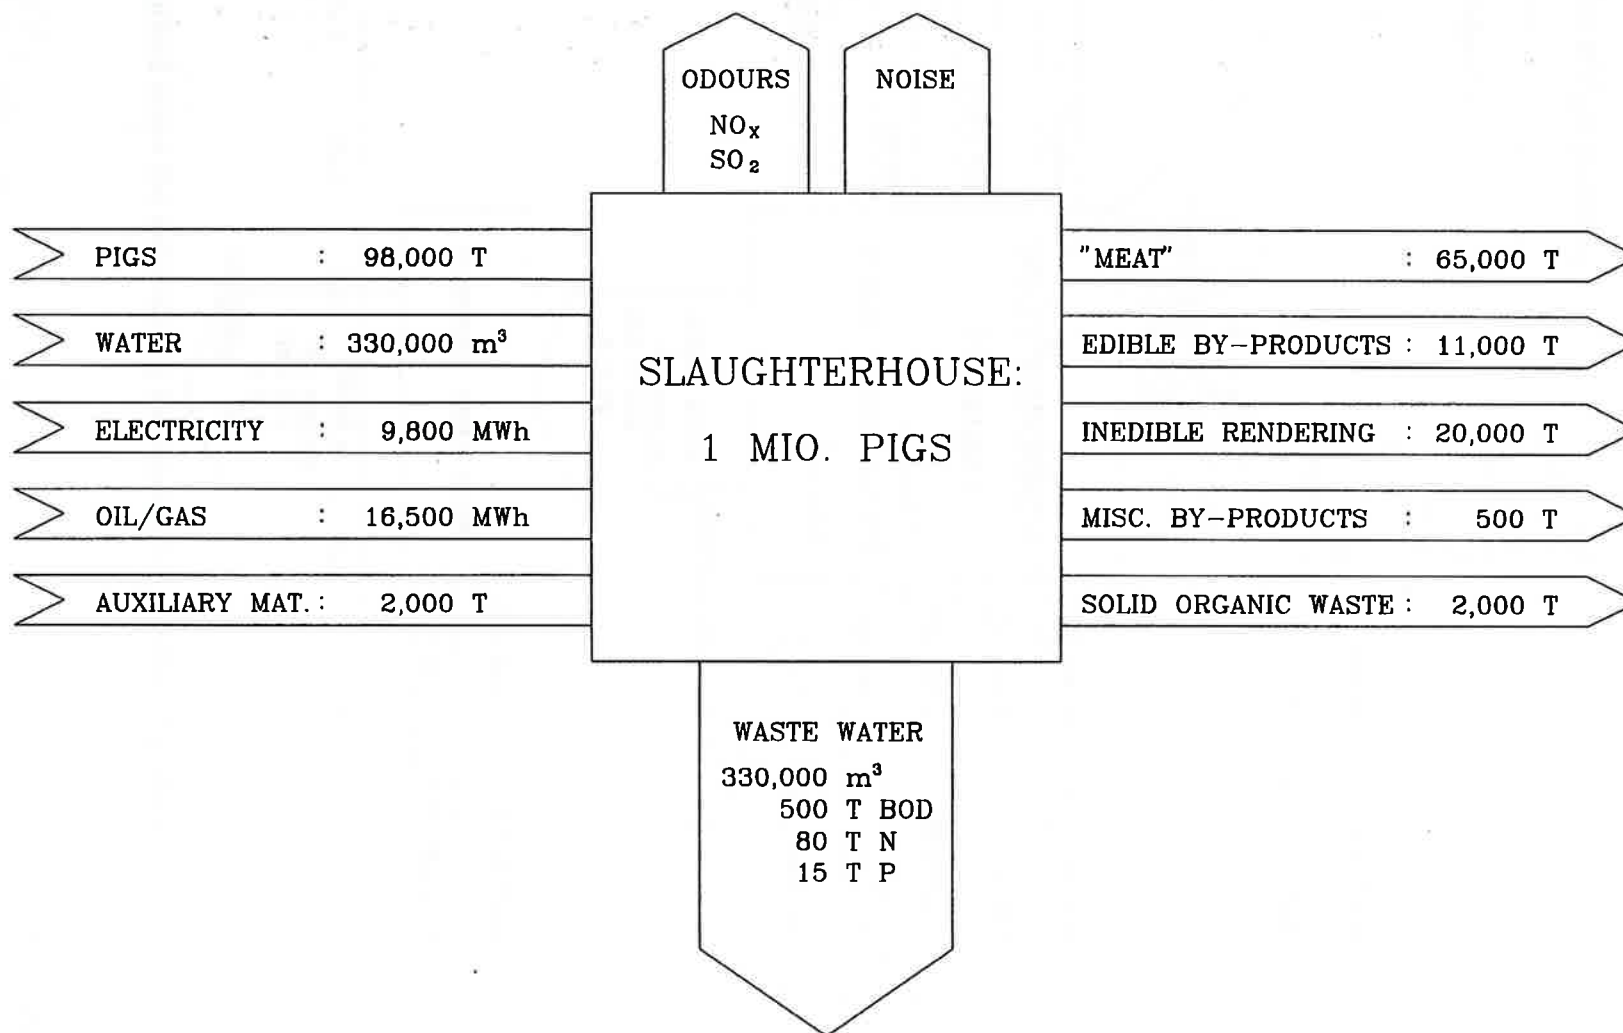 ODOURS
NOₓ
SO₂
NOISE
PIGS : 98,000 T
WATER : 330,000 m³
ELECTRICITY : 9,800 MWh
OIL/GAS : 16,500 MWh
AUXILIARY MAT. : 2,000 T
SLAUGHTERHOUSE:
1 MIO. PIGS
"MEAT" : 65,000 T
EDIBLE BY-PRODUCTS : 11,000 T
INEDIBLE RENDERING : 20,000 T
MISC. BY-PRODUCTS : 500 T
SOLID ORGANIC WASTE : 2,000 T
WASTE WATER
330,000 m³
500 T BOD
80 T N
15 T P